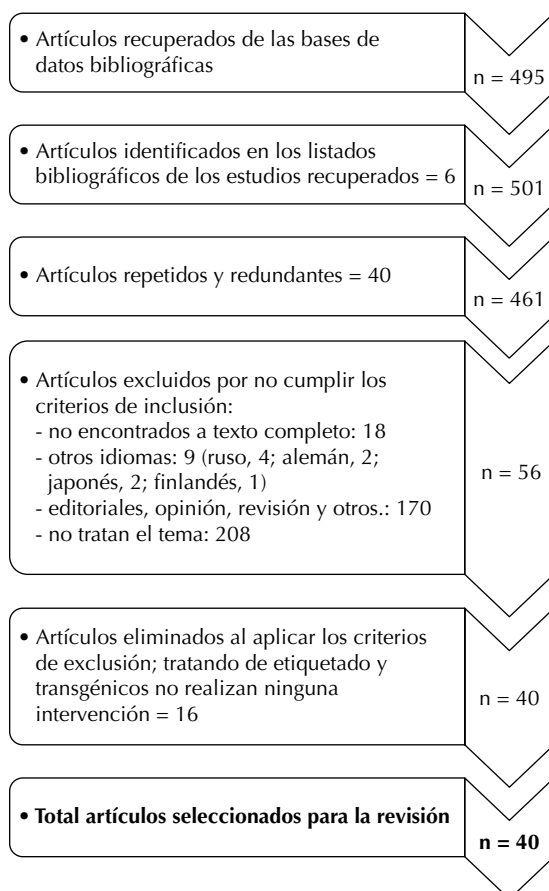 • Artículos recuperados de las bases de
datos bibliográficas
n = 495
• Artículos identificados en los listados
bibliográficos de los estudios recuperados = 6
n = 501
• Artículos repetidos y redundantes = 40
n = 461
• Artículos excluidos por no cumplir los
criterios de inclusión:
- no encontrados a texto completo: 18
- otros idiomas: 9 (ruso, 4; alemán, 2;
japonés, 2; finlandés, 1)
- editoriales, opinión, revisión y otros.: 170
- no tratan el tema: 208
n = 56
• Artículos eliminados al aplicar los criterios
de exclusión; tratando de etiquetado y
transgénicos no realizan ninguna
intervención = 16
n = 40
• Total artículos seleccionados para la revisión
n = 40